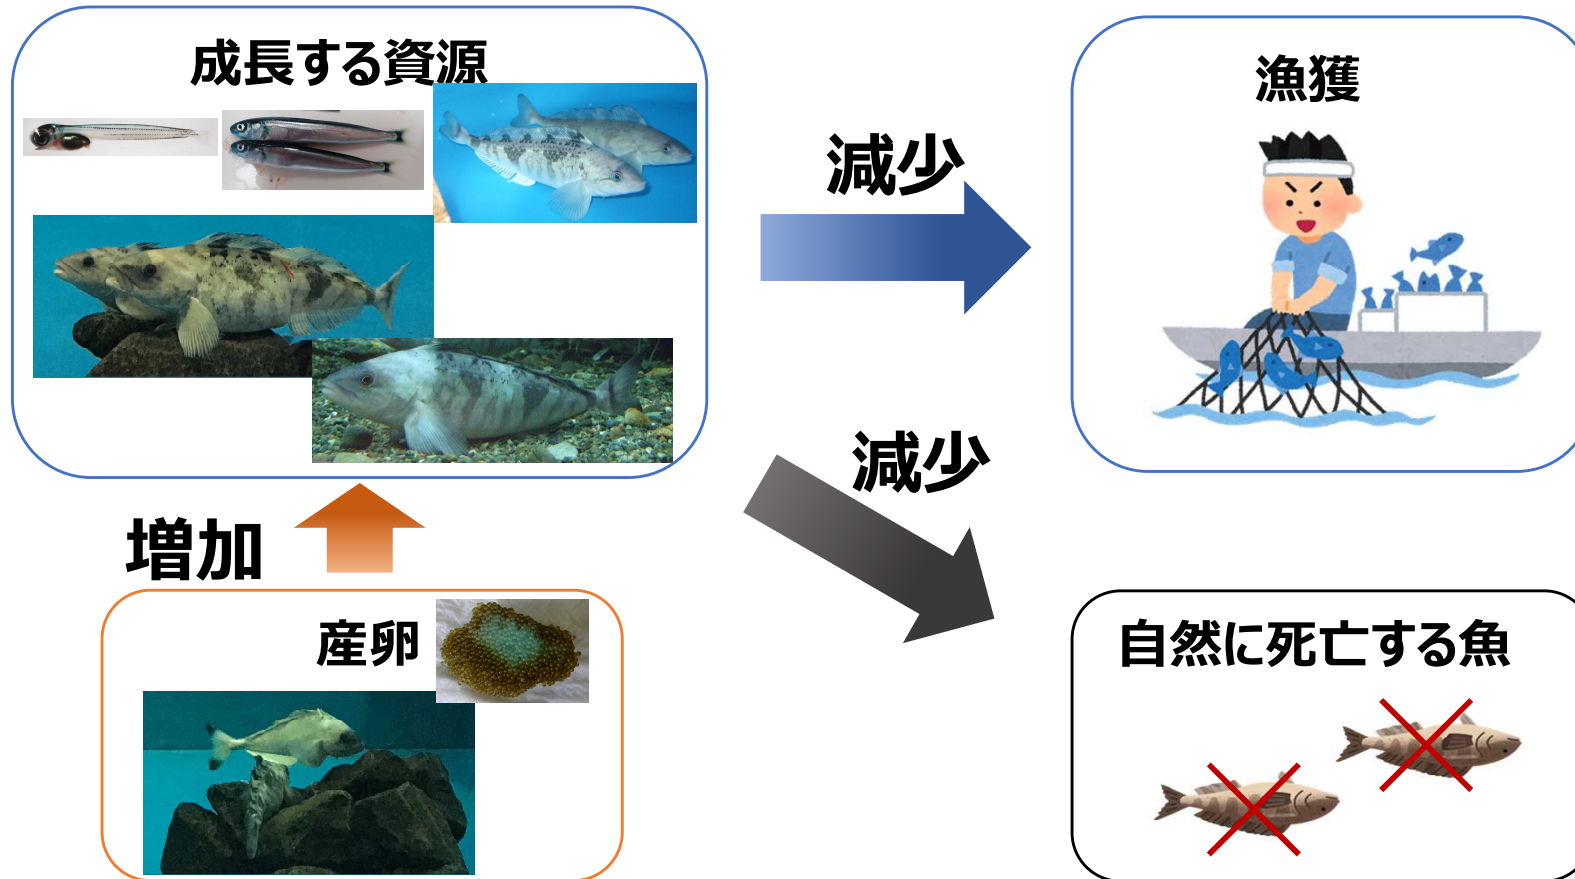 成長する資源
減少
漁獲
減少
増加
産卵
自然に死亡する魚